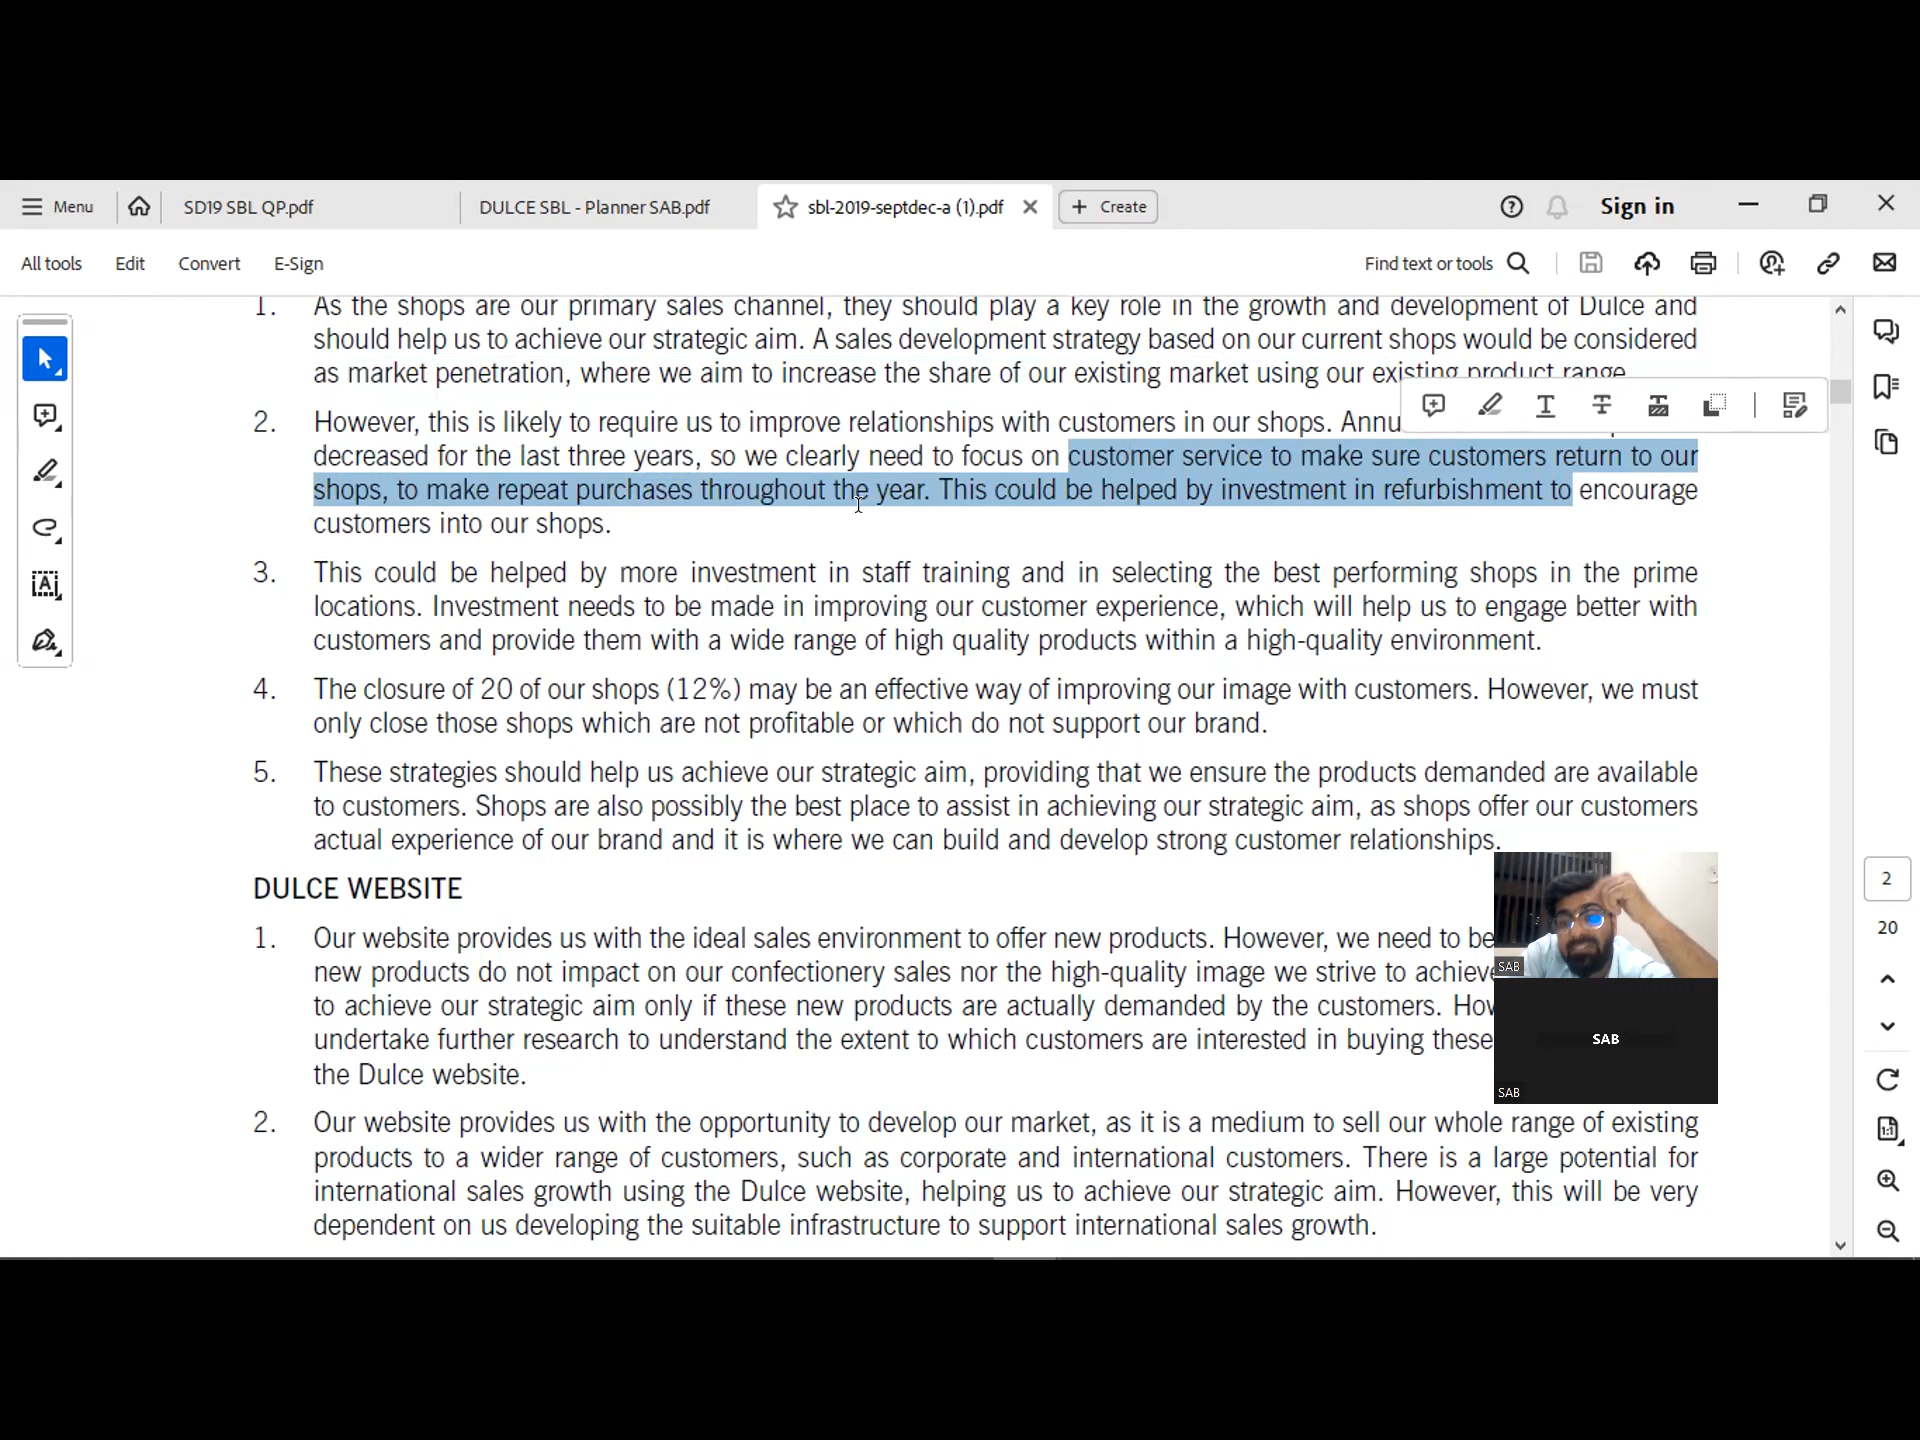 Menu
SD19 SBL QP.pdf
DULCE SBL - Planner SAB.pdf
sbl-2019-septdec-a (1).pdf
Create
Sign in
All tools
Edit
Convert
E-Sign
Find text or tools
1. As the shops are our primary sales channel, they should play a key role in the growth and development of Dulce and
should help us to achieve our strategic aim. A sales development strategy based on our current shops would be considered
as market penetration, where we aim to increase the share of our existing market using our existing product range.
2. However, this is likely to require us to improve relationships with customers in our shops. Annu
decreased for the last three years, so we clearly need to focus on customer service to make sure customers return to our
shops, to make repeat purchases throughout the year. This could be helped by investment in refurbishment to encourage
customers into our shops.
3. This could be helped by more investment in staff training and in selecting the best performing shops in the prime
locations. Investment needs to be made in improving our customer experience, which will help us to engage better with
customers and provide them with a wide range of high quality products within a high-quality environment.
4. The closure of 20 of our shops (12%) may be an effective way of improving our image with customers. However, we must
only close those shops which are not profitable or which do not support our brand.
5. These strategies should help us achieve our strategic aim, providing that we ensure the products demanded are available
to customers. Shops are also possibly the best place to assist in achieving our strategic aim, as shops offer our customers
actual experience of our brand and it is where we can build and develop strong customer relationships.
DULCE WEBSITE
1. Our website provides us with the ideal sales environment to offer new products. However, we need to be
new products do not impact on our confectionery sales nor the high-quality image we strive to achieve
to achieve our strategic aim only if these new products are actually demanded by the customers. How
undertake further research to understand the extent to which customers are interested in buying these
the Dulce website.
2. Our website provides us with the opportunity to develop our market, as it is a medium to sell our whole range of existing
products to a wider range of customers, such as corporate and international customers. There is a large potential for
international sales growth using the Dulce website, helping us to achieve our strategic aim. However, this will be very
dependent on us developing the suitable infrastructure to support international sales growth.
SAB
SAB
SAB
2
20
1:1